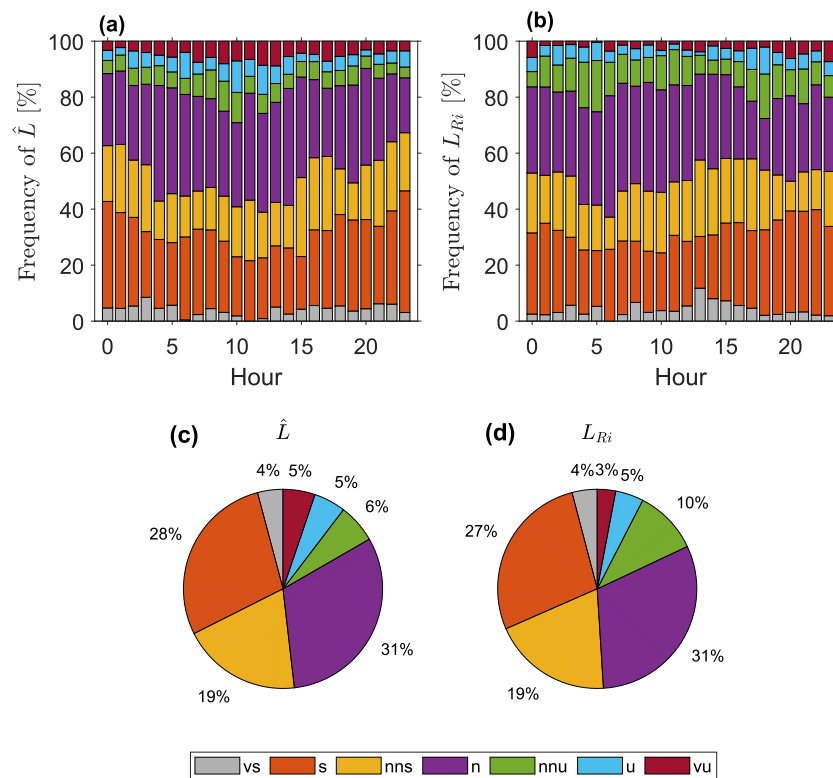 (a)
Frequency of L̂ [%]
100
80
60
40
20
0
0 5 10 15 20
Hour
(b)
Frequency of L_Ri [%]
100
80
60
40
20
0
0 10 20
Hour
(c) L̂
4% 5% 5% 6% 31% 19% 28%
(d) L_Ri
4% 3% 5% 10% 31% 19% 27%
vs s nns n nnu u vu